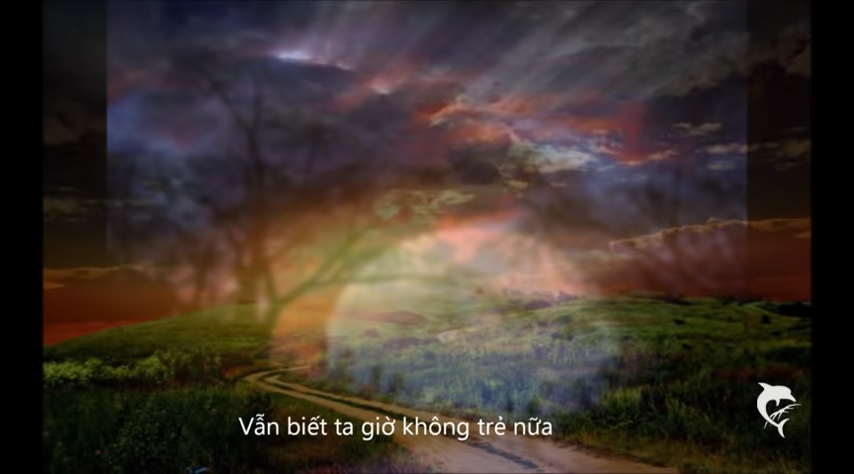 Vẫn biết ta giờ không trẻ nữa